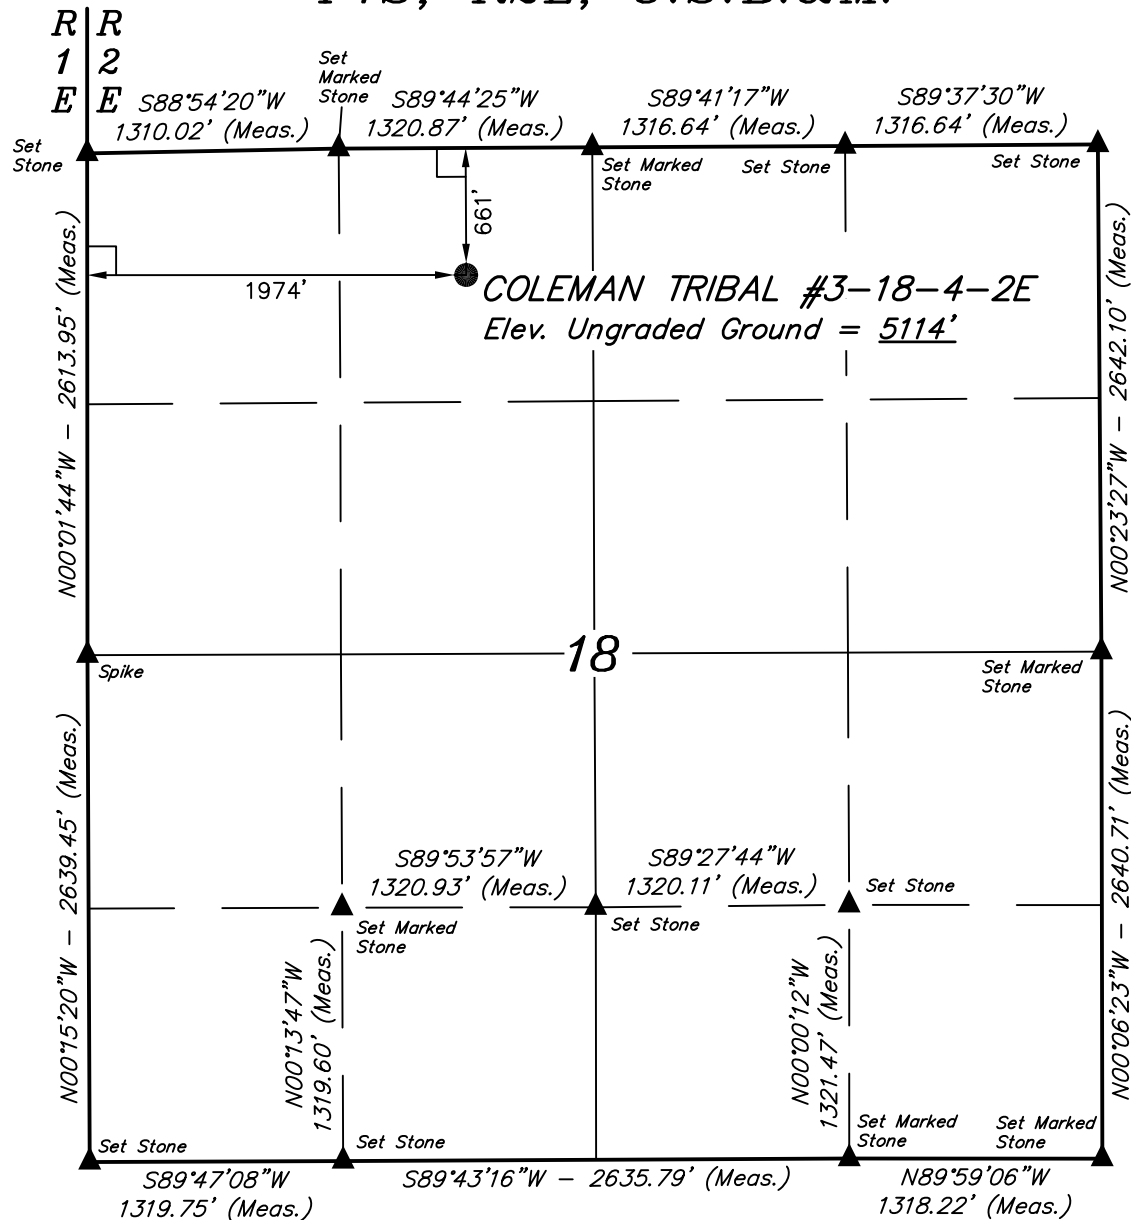 R R
1 2
E E
S88°54'20"W
1310.02' (Meas.)
Set
Marked
Stone
S89°44'25"W
1320.87' (Meas.)
S89°41'17"W
1316.64' (Meas.)
S89°37'30"W
1316.64' (Meas.)
Set
Stone
Set Marked
Stone
Set Stone
Set Stone
661'
1974'
COLEMAN TRIBAL #3-18-4-2E
Elev. Ungraded Ground = 5114'
N00°01'44"W - 2613.95' (Meas.)
N00°23'27"W - 2642.10' (Meas.)
18
Spike
Set Marked
Stone
N00°15'20"W - 2639.45' (Meas.)
N00°06'23"W - 2640.71' (Meas.)
S89°53'57"W
1320.93' (Meas.)
S89°27'44"W
1320.11' (Meas.)
Set Stone
Set Marked
Stone
Set Stone
N00°13'47"W
1319.60' (Meas.)
N00°00'12"W
1321.47' (Meas.)
Set Stone
Set Stone
Set Marked
Stone
Set Marked
Stone
S89°47'08"W
1319.75' (Meas.)
S89°43'16"W - 2635.79' (Meas.)
N89°59'06"W
1318.22' (Meas.)